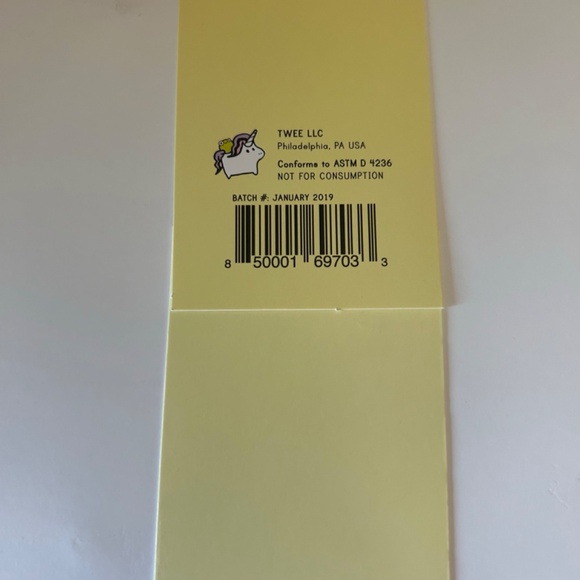 TWEE LLC
Philadelphia, PA USA
Conforms to ASTM D 4236
NOT FOR CONSUMPTION
BATCH #: JANUARY 2019
8 50001 69703 3